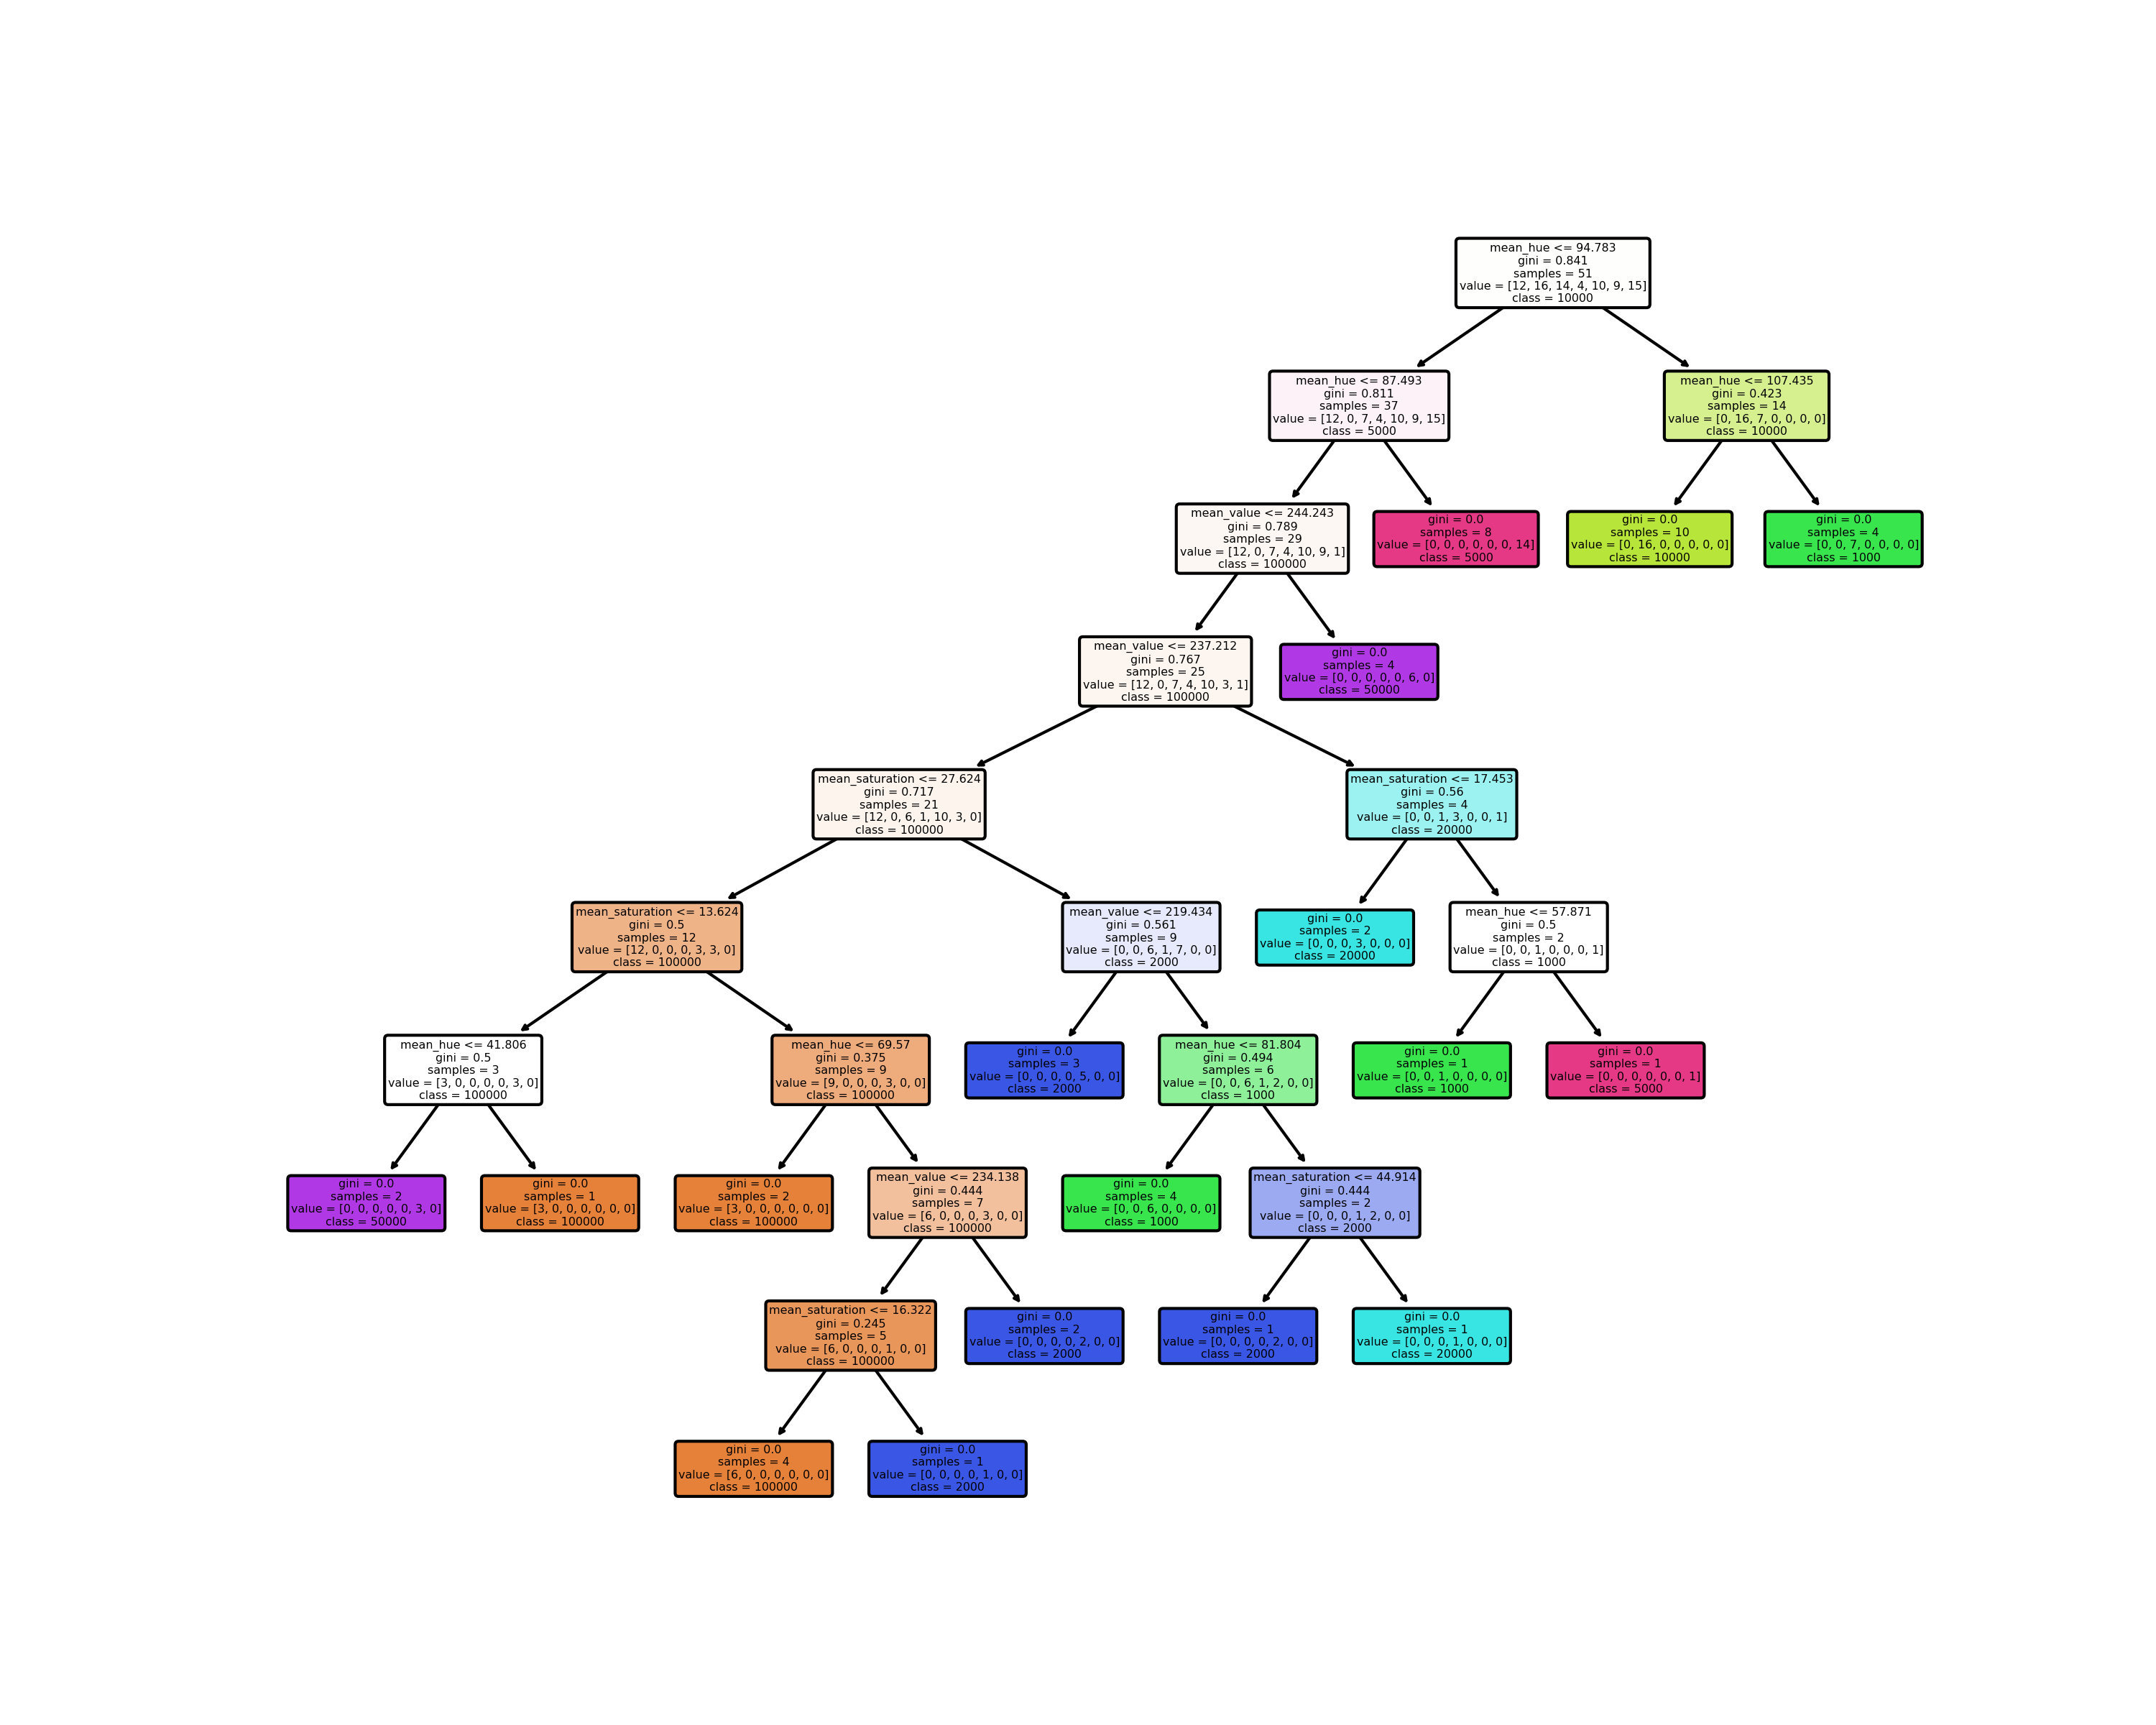 mean_hue <= 94.783
gini = 0.841
samples = 51
value = [12, 16, 14, 4, 10, 9, 15]
class = 10000
mean_hue <= 87.493
gini = 0.811
samples = 37
value = [12, 0, 7, 4, 10, 9, 15]
class = 5000
mean_hue <= 107.435
gini = 0.423
samples = 14
value = [0, 16, 7, 0, 0, 0, 0]
class = 10000
mean_value <= 244.243
gini = 0.789
samples = 29
value = [12, 0, 7, 4, 10, 9, 1]
class = 100000
gini = 0.0
samples = 8
value = [0, 0, 0, 0, 0, 0, 14]
class = 5000
gini = 0.0
samples = 10
value = [0, 16, 0, 0, 0, 0, 0]
class = 10000
gini = 0.0
samples = 4
value = [0, 0, 7, 0, 0, 0, 0]
class = 1000
mean_value <= 237.212
gini = 0.767
samples = 25
value = [12, 0, 7, 4, 10, 3, 1]
class = 100000
gini = 0.0
samples = 4
value = [0, 0, 0, 0, 0, 6, 0]
class = 50000
mean_saturation <= 27.624
gini = 0.717
samples = 21
value = [12, 0, 6, 1, 10, 3, 0]
class = 100000
mean_saturation <= 17.453
gini = 0.56
samples = 4
value = [0, 0, 1, 3, 0, 0, 1]
class = 20000
mean_saturation <= 13.624
gini = 0.5
samples = 12
value = [12, 0, 0, 0, 3, 3, 0]
class = 100000
mean_value <= 219.434
gini = 0.561
samples = 9
value = [0, 0, 6, 1, 7, 0, 0]
class = 2000
gini = 0.0
samples = 2
value = [0, 0, 0, 3, 0, 0, 0]
class = 20000
mean_hue <= 57.871
gini = 0.5
samples = 2
value = [0, 0, 1, 0, 0, 0, 1]
class = 1000
mean_hue <= 41.806
gini = 0.5
samples = 3
value = [3, 0, 0, 0, 0, 3, 0]
class = 100000
mean_hue <= 69.57
gini = 0.375
samples = 9
value = [9, 0, 0, 0, 3, 0, 0]
class = 100000
gini = 0.0
samples = 3
value = [0, 0, 0, 0, 5, 0, 0]
class = 2000
mean_hue <= 81.804
gini = 0.494
samples = 6
value = [0, 0, 6, 1, 2, 0, 0]
class = 1000
gini = 0.0
samples = 1
value = [0, 0, 1, 0, 0, 0, 0]
class = 1000
gini = 0.0
samples = 1
value = [0, 0, 0, 0, 0, 0, 1]
class = 5000
gini = 0.0
samples = 2
value = [0, 0, 0, 0, 0, 3, 0]
class = 50000
gini = 0.0
samples = 1
value = [3, 0, 0, 0, 0, 0, 0]
class = 100000
gini = 0.0
samples = 2
value = [3, 0, 0, 0, 0, 0, 0]
class = 100000
mean_value <= 234.138
gini = 0.444
samples = 7
value = [6, 0, 0, 0, 3, 0, 0]
class = 100000
gini = 0.0
samples = 4
value = [0, 0, 6, 0, 0, 0, 0]
class = 1000
mean_saturation <= 44.914
gini = 0.444
samples = 2
value = [0, 0, 0, 1, 2, 0, 0]
class = 2000
mean_saturation <= 16.322
gini = 0.245
samples = 5
value = [6, 0, 0, 0, 1, 0, 0]
class = 100000
gini = 0.0
samples = 2
value = [0, 0, 0, 0, 2, 0, 0]
class = 2000
gini = 0.0
samples = 1
value = [0, 0, 0, 0, 2, 0, 0]
class = 2000
gini = 0.0
samples = 1
value = [0, 0, 0, 1, 0, 0, 0]
class = 20000
gini = 0.0
samples = 4
value = [6, 0, 0, 0, 0, 0, 0]
class = 100000
gini = 0.0
samples = 1
value = [0, 0, 0, 0, 1, 0, 0]
class = 2000